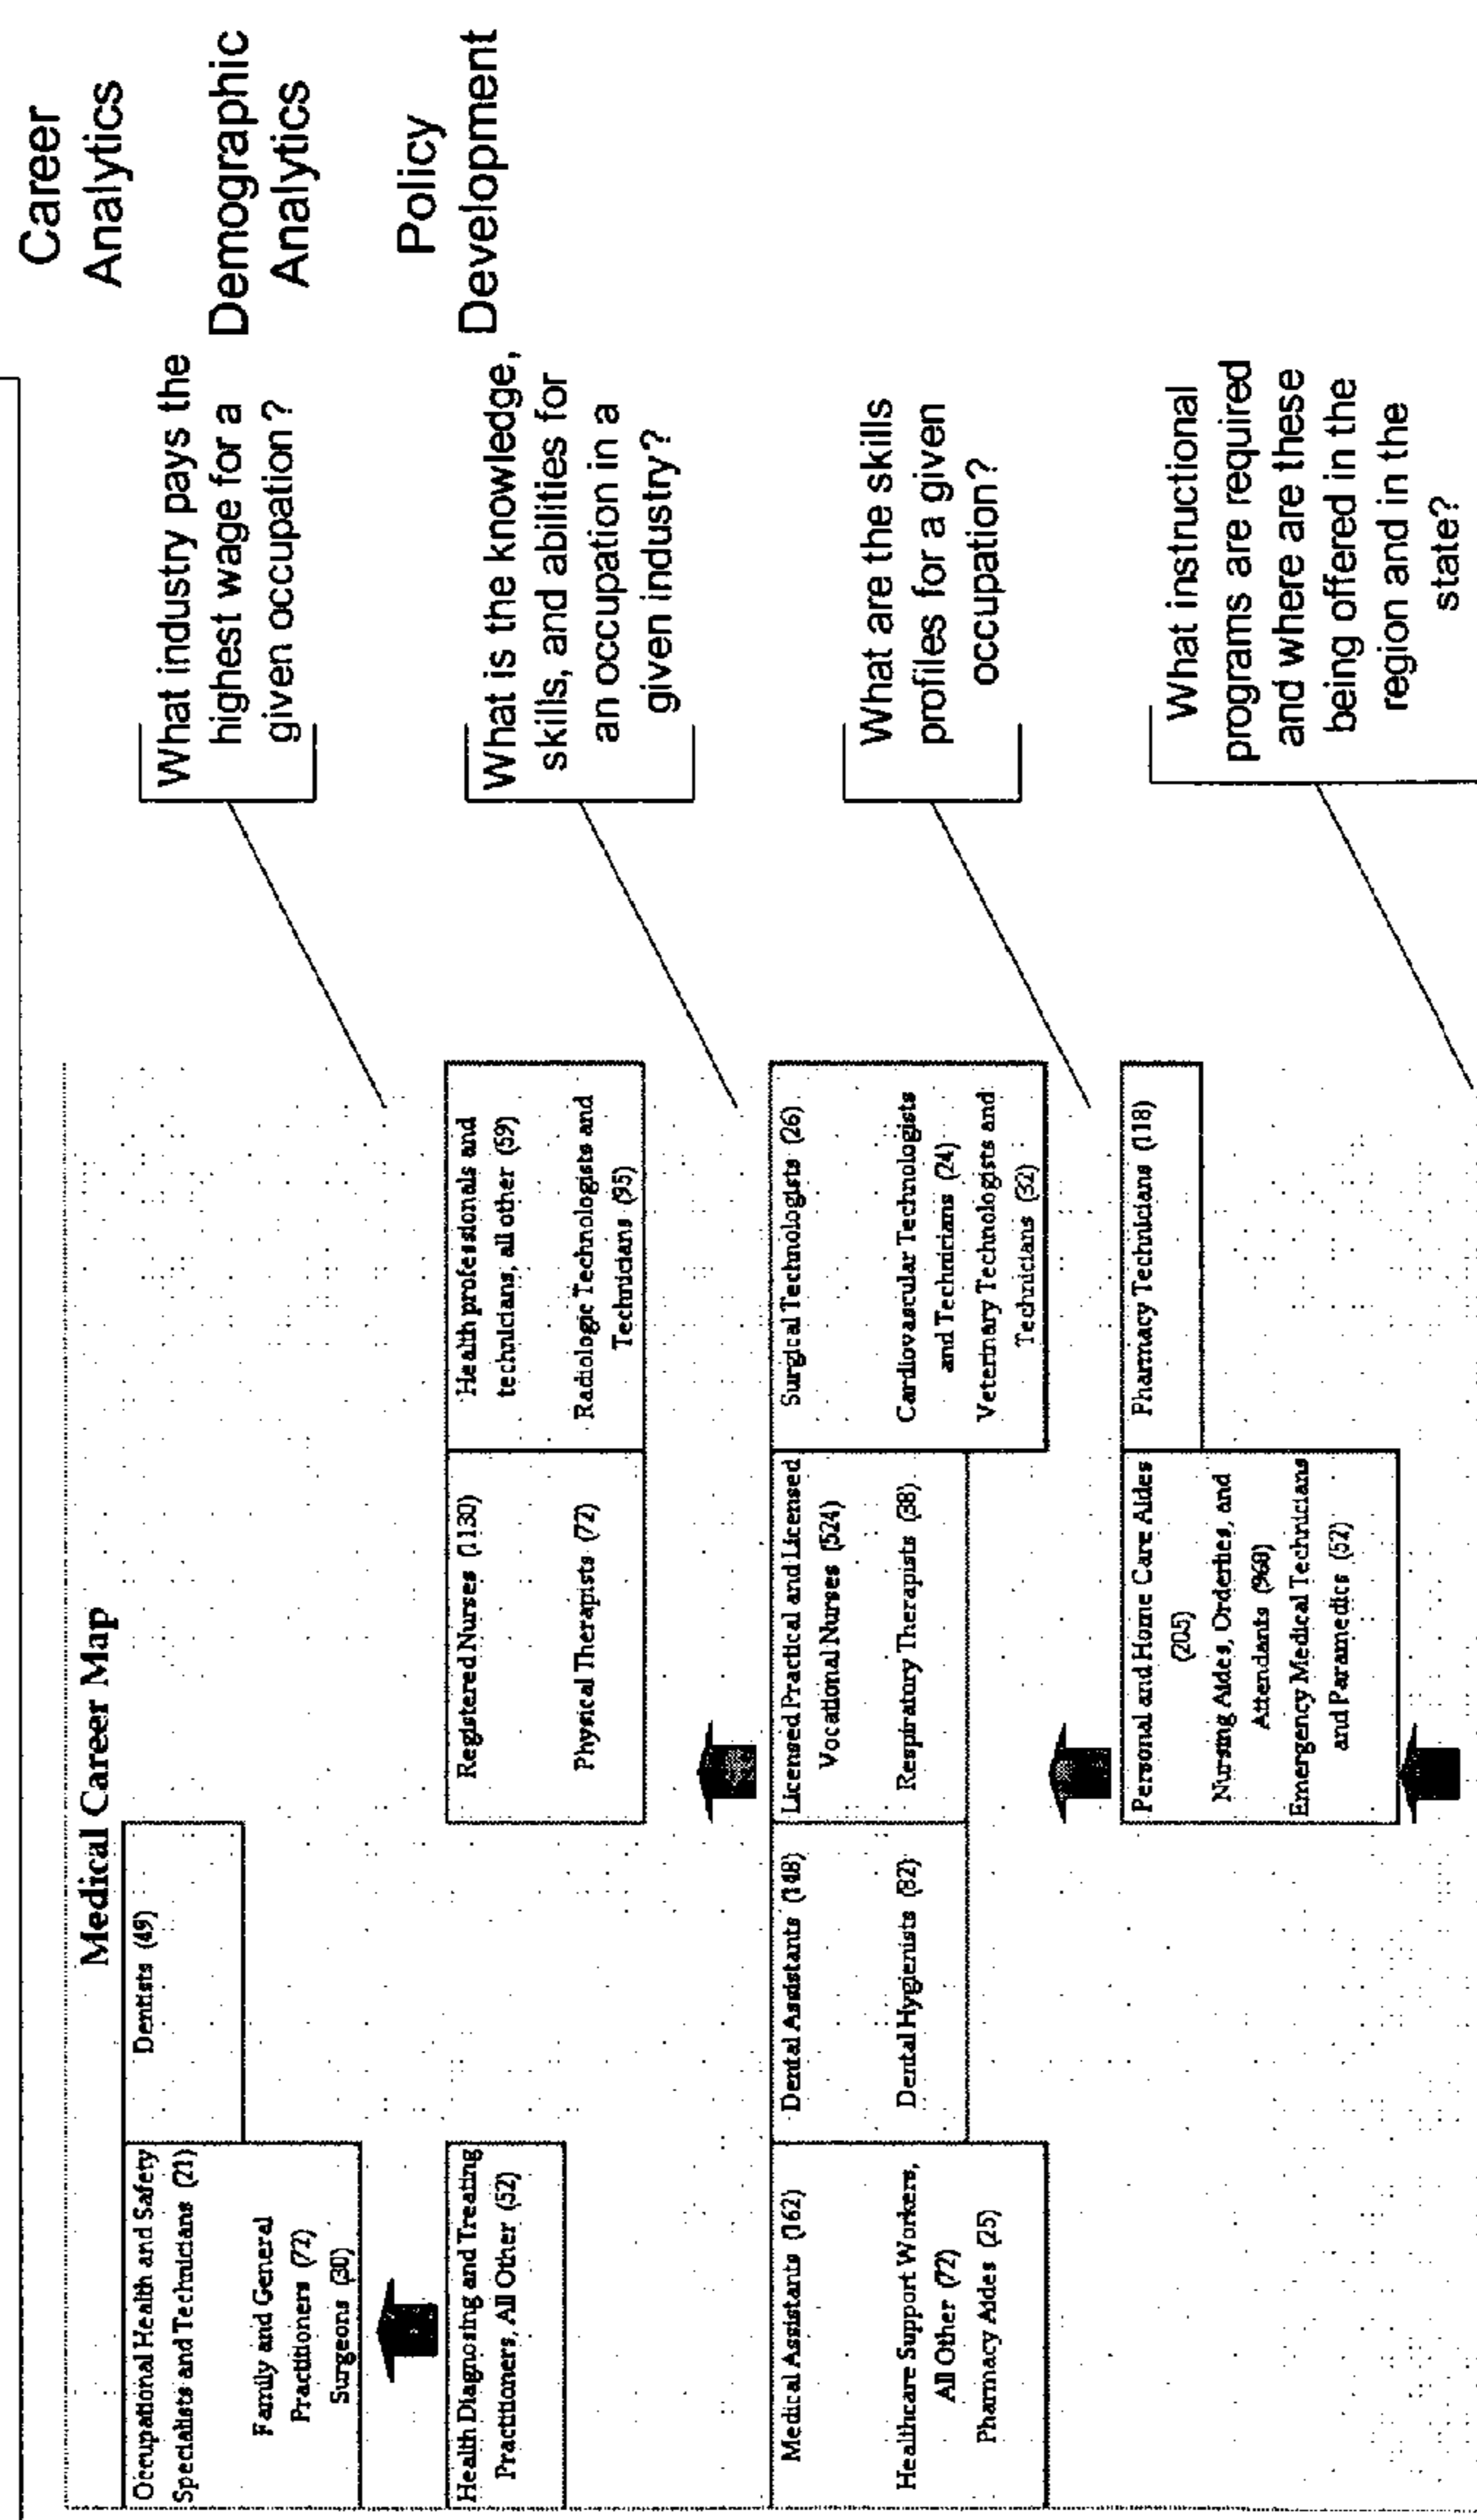 Career
Analytics
Demographic
Analytics
Policy
Development
Medical Career Map
Occupational Health and Safety
Specialists and Technicians (21)
Family and General
Practitioners (72)
Surgeons (30)
Dentists (49)
What industry pays the
highest wage for a
given occupation?
Health Diagnosing and Treating
Practitioners, All Other (52)
Registered Nurses (1130)
Physical Therapists (72)
Health professionals and
technicians, all other (59)
Radiologic Technologists and
Technicians (95)
What is the knowledge,
skills, and abilities for
an occupation in a
given industry?
Medical Assistants (162)
Healthcare Support Workers,
All Other (72)
Pharmacy Aides (25)
Dental Assistants (148)
Dental Hygienists (82)
Licensed Practical and Licensed
Vocational Nurses (524)
Respiratory Therapists (38)
Surgical Technologists (26)
Cardiovascular Technologists
and Technicians (24)
Veterinary Technologists and
Technicians (32)
What are the skills
profiles for a given
occupation?
Personal and Home Care Aides
(205)
Nursing Aides, Orderlies, and
Attendants (960)
Emergency Medical Technicians
and Paramedics (52)
Pharmacy Technicians (118)
What instructional
programs are required
and where are these
being offered in the
region and in the
state?